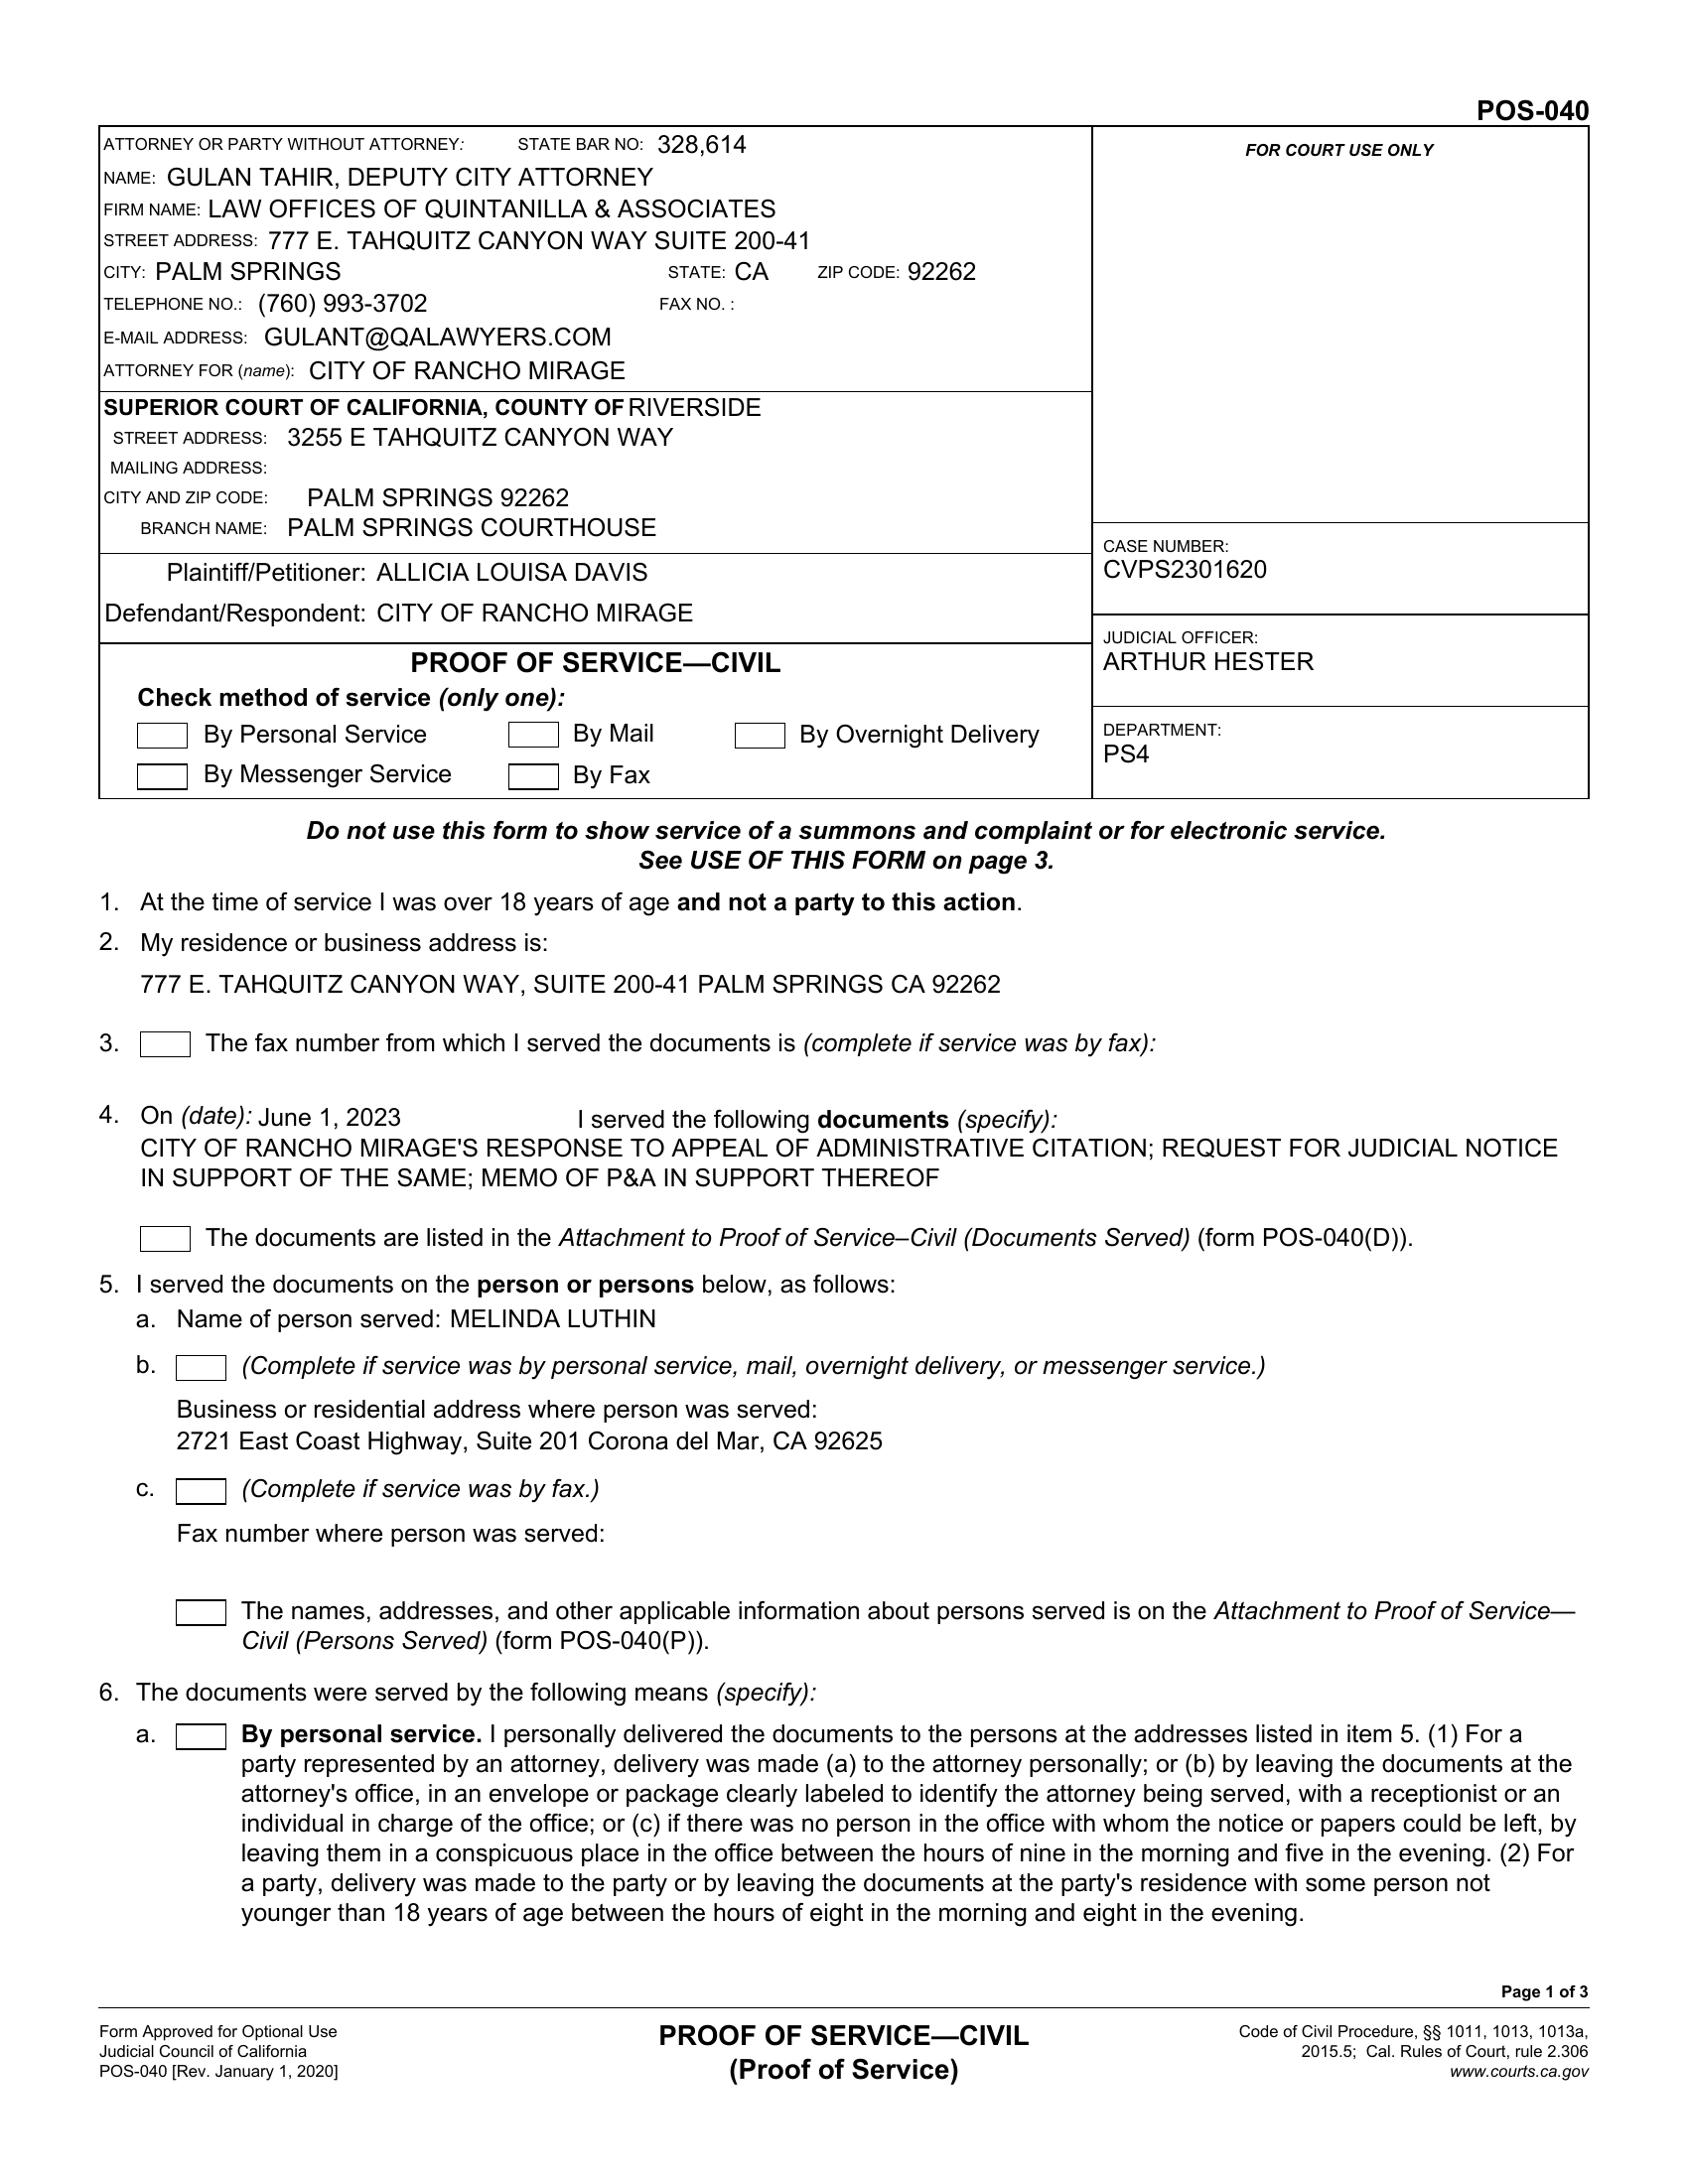 POS-040
ATTORNEY OR PARTY WITHOUT ATTORNEY: STATE BAR NO: 328,614
NAME: GULAN TAHIR, DEPUTY CITY ATTORNEY
FIRM NAME: LAW OFFICES OF QUINTANILLA & ASSOCIATES
STREET ADDRESS: 777 E. TAHQUITZ CANYON WAY SUITE 200-41
CITY: PALM SPRINGS STATE: CA ZIP CODE: 92262
TELEPHONE NO.: (760) 993-3702 FAX NO. :
E-MAIL ADDRESS: GULANT@QALAWYERS.COM
ATTORNEY FOR (name): CITY OF RANCHO MIRAGE
FOR COURT USE ONLY
SUPERIOR COURT OF CALIFORNIA, COUNTY OF RIVERSIDE
STREET ADDRESS: 3255 E TAHQUITZ CANYON WAY
MAILING ADDRESS:
CITY AND ZIP CODE: PALM SPRINGS 92262
BRANCH NAME: PALM SPRINGS COURTHOUSE
Plaintiff/Petitioner: ALLICIA LOUISA DAVIS
Defendant/Respondent: CITY OF RANCHO MIRAGE
CASE NUMBER:
CVPS2301620
JUDICIAL OFFICER:
ARTHUR HESTER
DEPARTMENT:
PS4
PROOF OF SERVICE—CIVIL
Check method of service (only one):
By Personal Service By Mail By Overnight Delivery
By Messenger Service By Fax
Do not use this form to show service of a summons and complaint or for electronic service.
See USE OF THIS FORM on page 3.
1. At the time of service I was over 18 years of age and not a party to this action.
2. My residence or business address is:
777 E. TAHQUITZ CANYON WAY, SUITE 200-41 PALM SPRINGS CA 92262
3. The fax number from which I served the documents is (complete if service was by fax):
4. On (date): June 1, 2023 I served the following documents (specify):
CITY OF RANCHO MIRAGE'S RESPONSE TO APPEAL OF ADMINISTRATIVE CITATION; REQUEST FOR JUDICIAL NOTICE
IN SUPPORT OF THE SAME; MEMO OF P&A IN SUPPORT THEREOF
The documents are listed in the Attachment to Proof of Service–Civil (Documents Served) (form POS-040(D)).
5. I served the documents on the person or persons below, as follows:
a. Name of person served: MELINDA LUTHIN
b. (Complete if service was by personal service, mail, overnight delivery, or messenger service.)
Business or residential address where person was served:
2721 East Coast Highway, Suite 201 Corona del Mar, CA 92625
c. (Complete if service was by fax.)
Fax number where person was served:
The names, addresses, and other applicable information about persons served is on the Attachment to Proof of Service—
Civil (Persons Served) (form POS-040(P)).
6. The documents were served by the following means (specify):
a. By personal service. I personally delivered the documents to the persons at the addresses listed in item 5. (1) For a
party represented by an attorney, delivery was made (a) to the attorney personally; or (b) by leaving the documents at the
attorney's office, in an envelope or package clearly labeled to identify the attorney being served, with a receptionist or an
individual in charge of the office; or (c) if there was no person in the office with whom the notice or papers could be left, by
leaving them in a conspicuous place in the office between the hours of nine in the morning and five in the evening. (2) For
a party, delivery was made to the party or by leaving the documents at the party's residence with some person not
younger than 18 years of age between the hours of eight in the morning and eight in the evening.
Page 1 of 3
Form Approved for Optional Use
Judicial Council of California
POS-040 [Rev. January 1, 2020]
PROOF OF SERVICE—CIVIL
(Proof of Service)
Code of Civil Procedure, §§ 1011, 1013, 1013a,
2015.5; Cal. Rules of Court, rule 2.306
www.courts.ca.gov